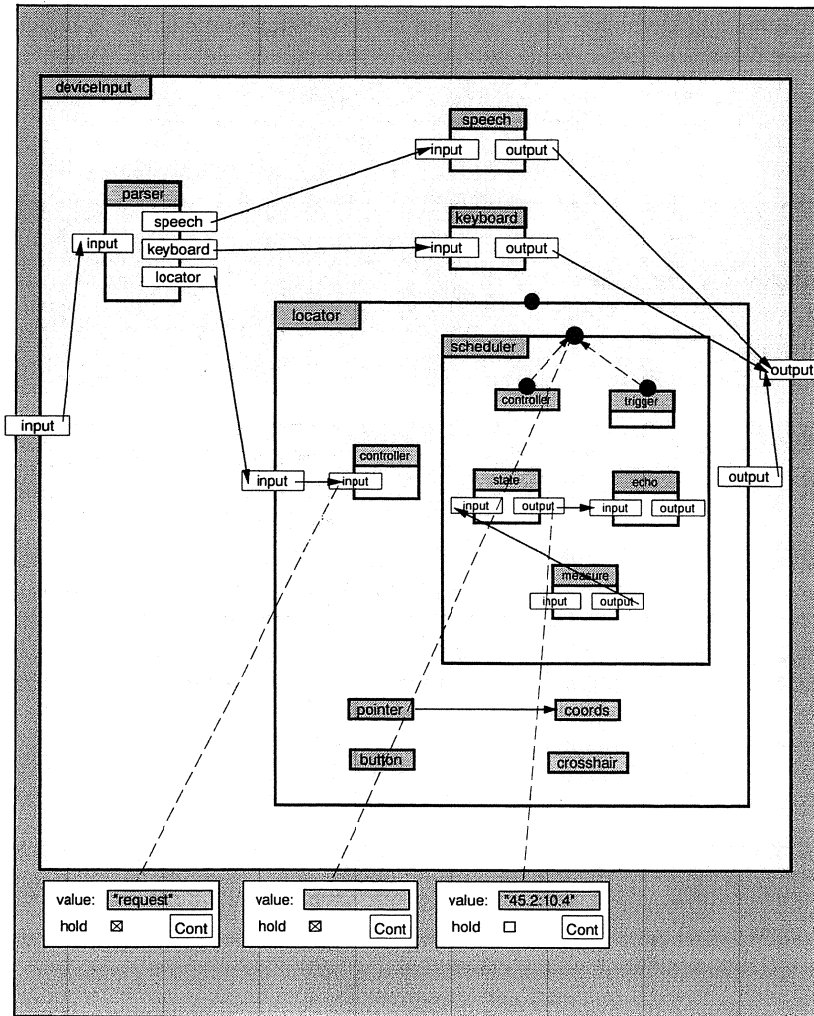 deviceInput
speech
input
output
parser
speech
input
keyboard
locator
keyboard
input
output
locator
scheduler
controller
trigger
output
input
controller
input
input
state
input
output
echo
input
output
output
measure
input
output
pointer
coords
button
crosshair
value: "request"
hold
Cont
value:
hold
Cont
value: "45.2:10.4"
hold
Cont